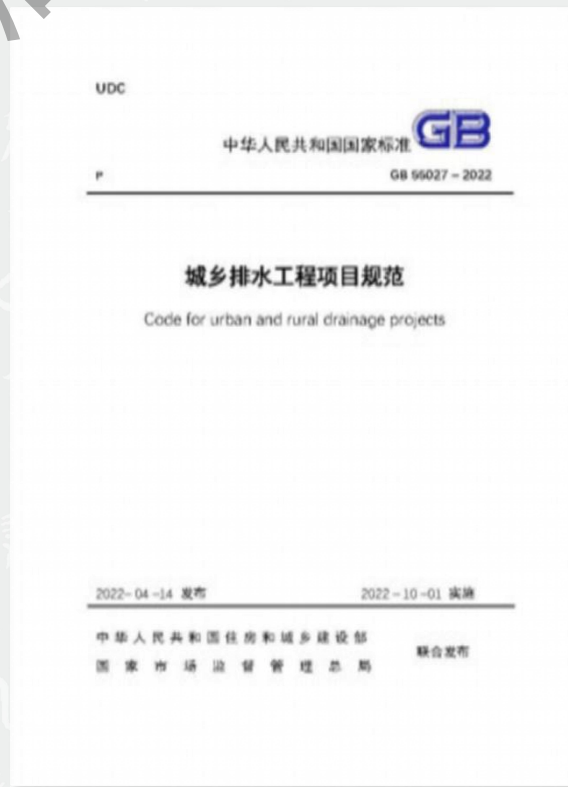 UDC
中华人民共和国国家标准 GB
P
GB 55027－2022
城乡排水工程项目规范
Code for urban and rural drainage projects
2022－04－14 发布
2022－10－01 实施
中华人民共和国住房和城乡建设部
国家市场监督管理总局
联合发布